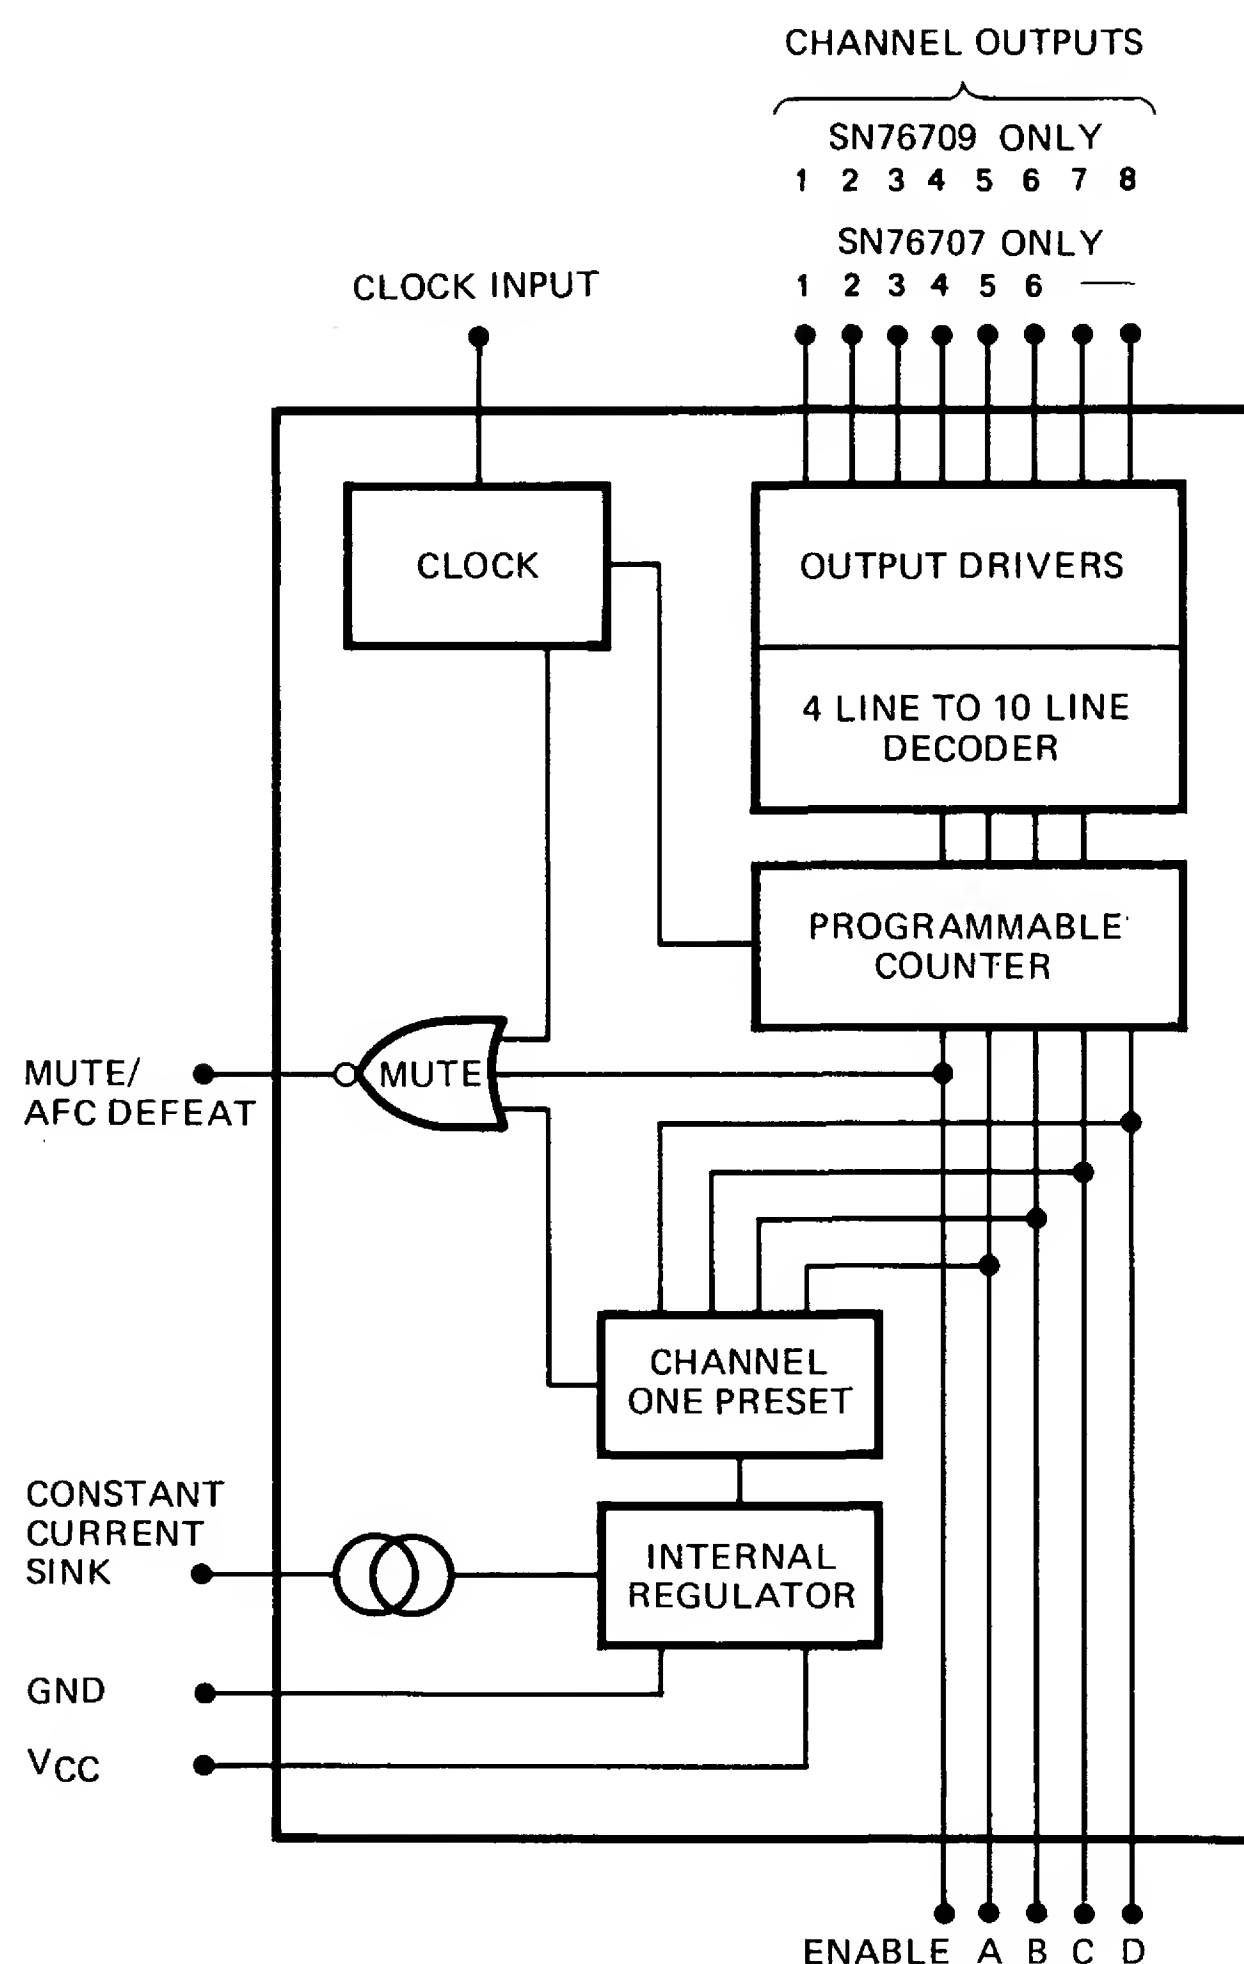 CHANNEL OUTPUTS
SN76709 ONLY
1 2 3 4 5 6 7 8
SN76707 ONLY
1 2 3 4 5 6 —
CLOCK INPUT
CLOCK
OUTPUT DRIVERS
4 LINE TO 10 LINE
DECODER
PROGRAMMABLE
COUNTER
MUTE/
AFC DEFEAT
MUTE
CHANNEL
ONE PRESET
CONSTANT
CURRENT
SINK
INTERNAL
REGULATOR
GND
VCC
ENABLE A B C D